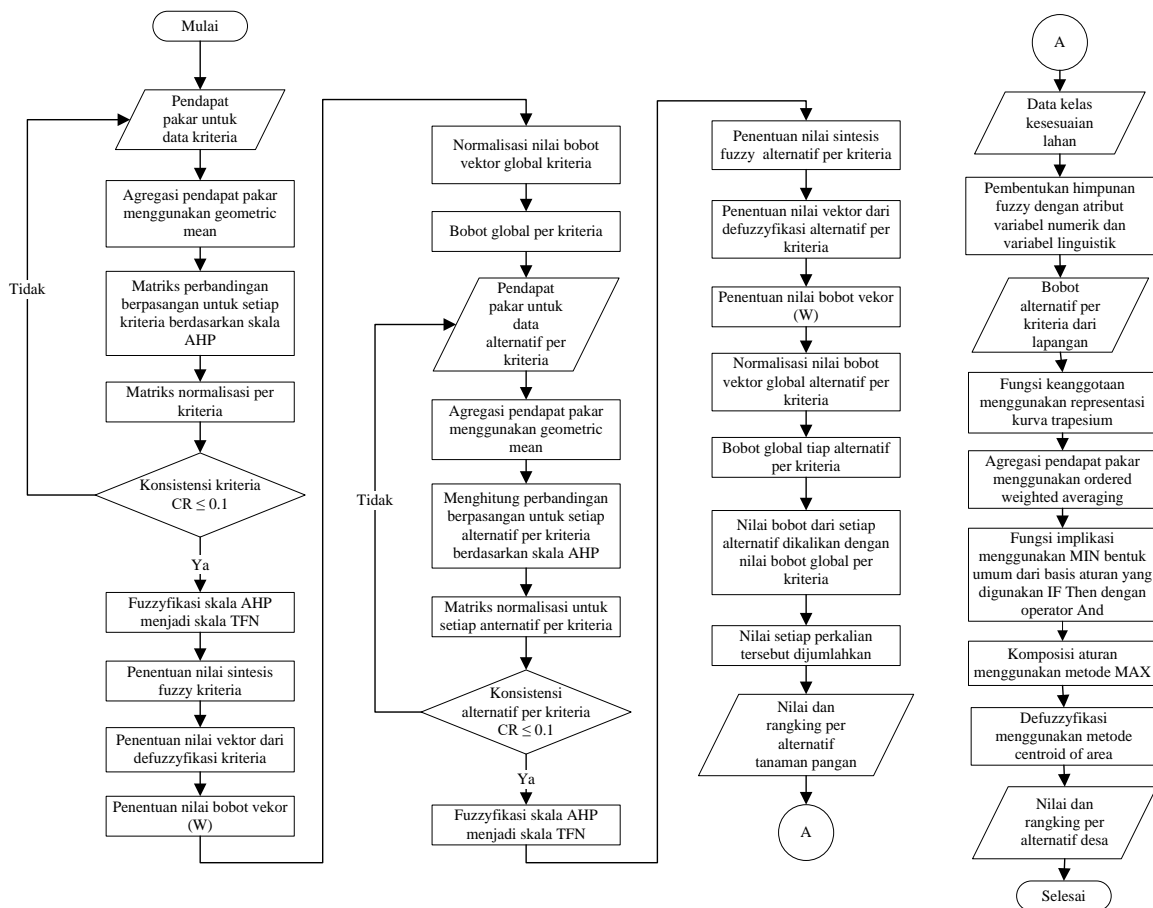 Mulai
Pendapat
pakar untuk
data kriteria
Agregasi pendapat pakar
menggunakan geometric
mean
Tidak
Matriks perbandingan
berpasangan untuk setiap
kriteria berdasarkan skala
AHP
Matriks normalisasi per
kriteria
Konsistensi kriteria
CR ≤ 0.1
Ya
Fuzzyfikasi skala AHP
menjadi skala TFN
Penentuan nilai sintesis
fuzzy kriteria
Penentuan nilai vektor dari
defuzzyfikasi kriteria
Penentuan nilai bobot vekor
(W)
Normalisasi nilai bobot
vektor global kriteria
Bobot global per kriteria
Pendapat
pakar untuk
data
alternatif per
kriteria
Agregasi pendapat pakar
menggunakan geometric
mean
Tidak
Menghitung perbandingan
berpasangan untuk setiap
alternatif per kriteria
berdasarkan skala AHP
Matriks normalisasi untuk
setiap anternatif per kriteria
Konsistensi
alternatif per kriteria
CR ≤ 0.1
Ya
Fuzzyfikasi skala AHP
menjadi skala TFN
Penentuan nilai sintesis
fuzzy alternatif per kriteria
Penentuan nilai vektor dari
defuzzyfikasi alternatif per
kriteria
Penentuan nilai bobot vekor
(W)
Normalisasi nilai bobot
vektor global alternatif per
kriteria
Bobot global tiap alternatif
per kriteria
Nilai bobot dari setiap
alternatif dikalikan dengan
nilai bobot global per
kriteria
Nilai setiap perkalian
tersebut dijumlahkan
Nilai dan
rangking per
alternatif
tanaman pangan
A
A
Data kelas
kesesuaian
lahan
Pembentukan himpunan
fuzzy dengan atribut
variabel numerik dan
variabel linguistik
Bobot
alternatif per
kriteria dari
lapangan
Fungsi keanggotaan
menggunakan representasi
kurva trapesium
Agregasi pendapat pakar
menggunakan ordered
weighted averaging
Fungsi implikasi
menggunakan MIN bentuk
umum dari basis aturan yang
digunakan IF Then dengan
operator And
Komposisi aturan
menggunakan metode MAX
Defuzzyfikasi
menggunakan metode
centroid of area
Nilai dan
rangking per
alternatif desa
Selesai